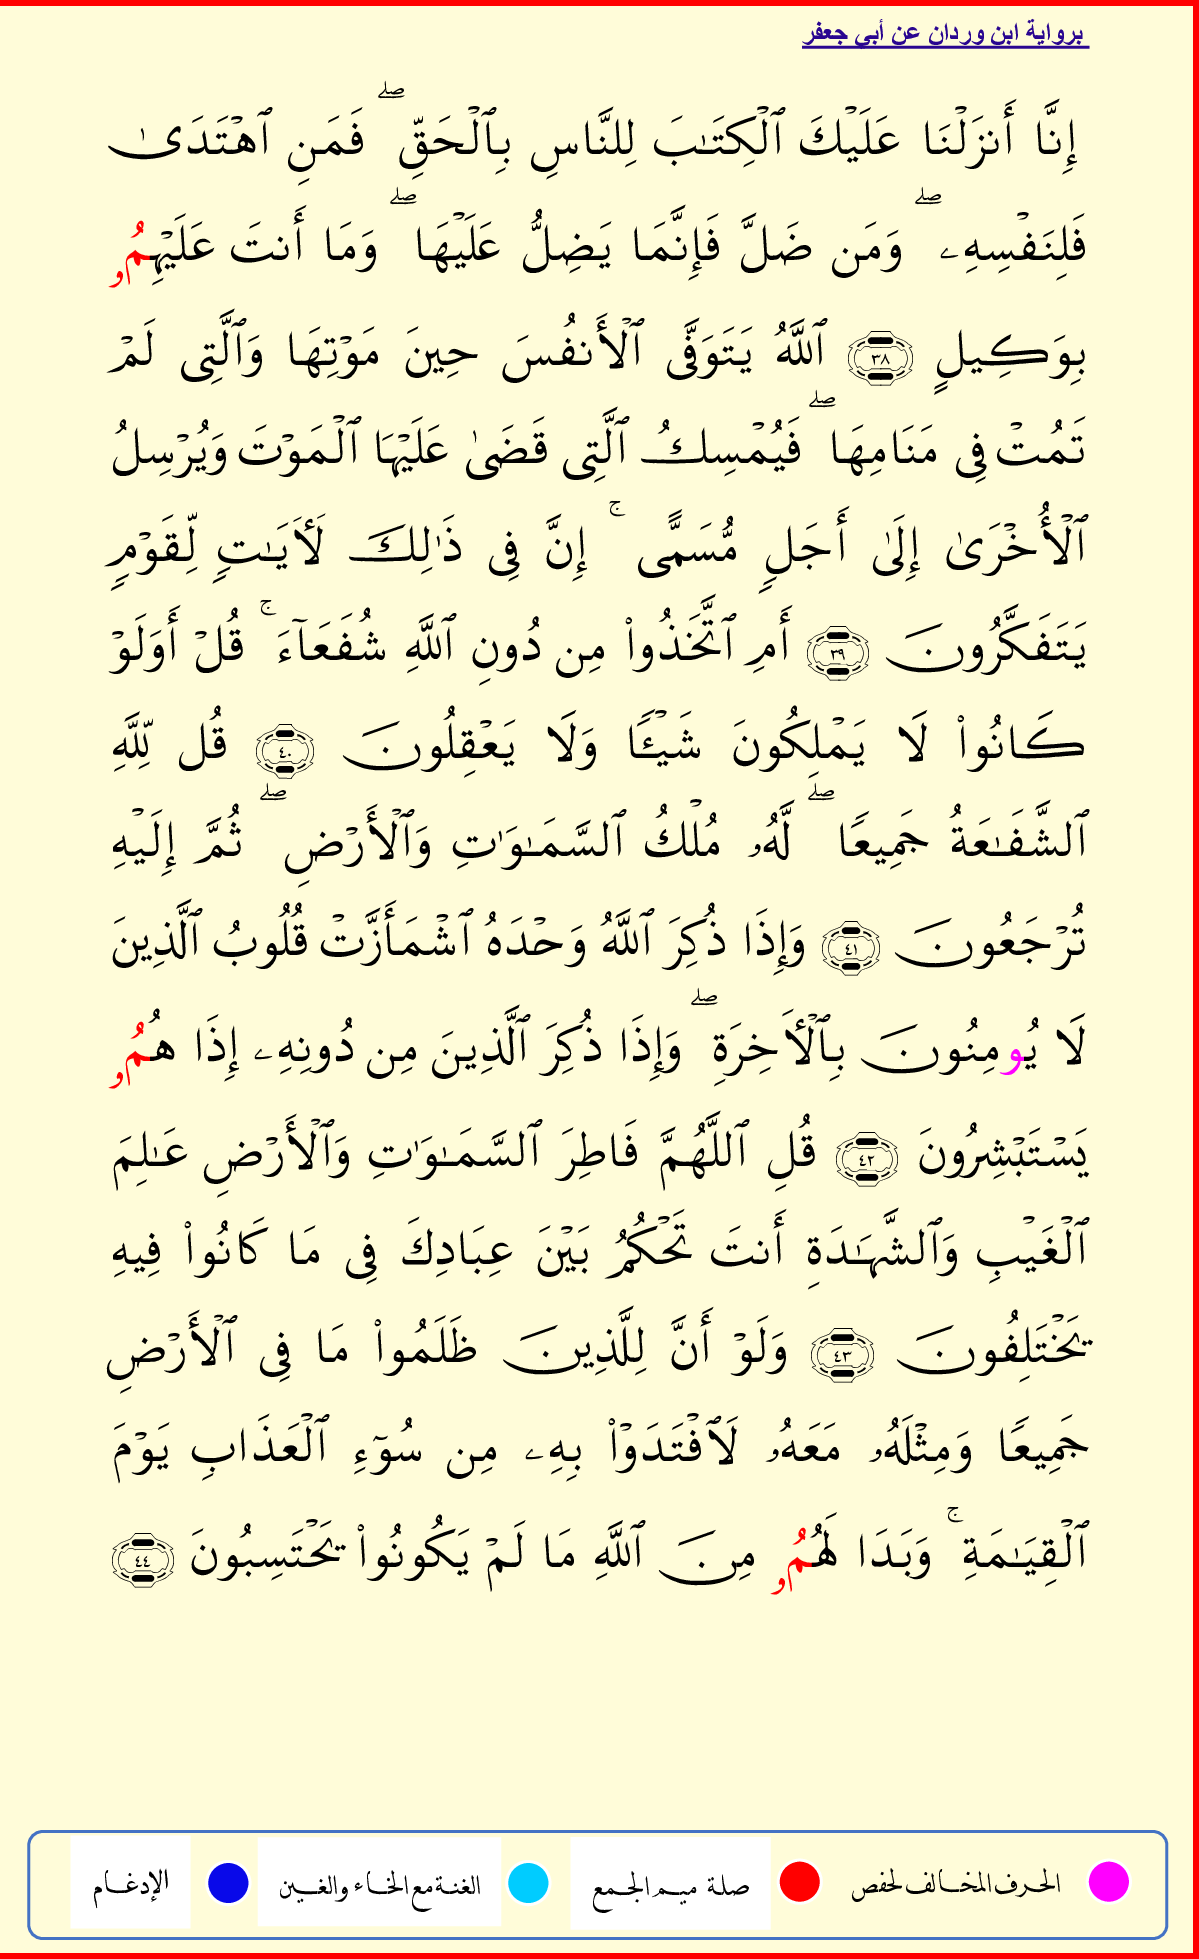 برواية ابن وردان عن أبي جعفر
إِنَّا أَنزَلْنَا عَلَيْكَ ٱلْكِتَـٰبَ لِلنَّاسِ بِٱلْحَقِّ ۖ فَمَنِ ٱهْتَدَىٰ
فَلِنَفْسِهِۦ ۖ وَمَن ضَلَّ فَإِنَّمَا يَضِلُّ عَلَيْهَا ۖ وَمَا أَنتَ عَلَيْهِمُۥ
بِوَكِيلٍ ٣٨ ٱللَّهُ يَتَوَفَّى ٱلْأَنفُسَ حِينَ مَوْتِهَا وَٱلَّتِى لَمْ
تَمُتْ فِى مَنَامِهَا ۖ فَيُمْسِكُ ٱلَّتِى قَضَىٰ عَلَيْهَا ٱلْمَوْتَ وَيُرْسِلُ
ٱلْأُخْرَىٰ إِلَىٰ أَجَلٍ مُّسَمًّى ۚ إِنَّ فِى ذَٰلِكَ لَأَيَـٰتٍ لِّقَوْمٍ
يَتَفَكَّرُونَ ٣٩ أَمِ ٱتَّخَذُوا۟ مِن دُونِ ٱللَّهِ شُفَعَآءَ ۚ قُلْ أَوَلَوْ
كَانُوا۟ لَا يَمْلِكُونَ شَيْـًٔا وَلَا يَعْقِلُونَ ٤٠ قُل لِّلَّهِ
ٱلشَّفَـٰعَةُ جَمِيعًا ۖ لَّهُۥ مُلْكُ ٱلسَّمَـٰوَٰتِ وَٱلْأَرْضِ ۖ ثُمَّ إِلَيْهِ
تُرْجَعُونَ ٤١ وَإِذَا ذُكِرَ ٱللَّهُ وَحْدَهُ ٱشْمَأَزَّتْ قُلُوبُ ٱلَّذِينَ
لَا يُومِنُونَ بِٱلْأَخِرَةِ ۖ وَإِذَا ذُكِرَ ٱلَّذِينَ مِن دُونِهِۦ إِذَا هُمُۥ
يَسْتَبْشِرُونَ ٤٢ قُلِ ٱللَّهُمَّ فَاطِرَ ٱلسَّمَـٰوَٰتِ وَٱلْأَرْضِ عَـٰلِمَ
ٱلْغَيْبِ وَٱلشَّهَـٰدَةِ أَنتَ تَحْكُمُ بَيْنَ عِبَادِكَ فِى مَا كَانُوا۟ فِيهِ
يَخْتَلِفُونَ ٤٣ وَلَوْ أَنَّ لِلَّذِينَ ظَلَمُوا۟ مَا فِى ٱلْأَرْضِ
جَمِيعًا وَمِثْلَهُۥ مَعَهُۥ لَٱفْتَدَوْا۟ بِهِۦ مِن سُوٓءِ ٱلْعَذَابِ يَوْمَ
ٱلْقِيَـٰمَةِ ۚ وَبَدَا لَهُمُۥ مِنَ ٱللَّهِ مَا لَمْ يَكُونُوا۟ يَحْتَسِبُونَ ٤٤
الحرف المخالف لحفص صلة ميم الجمع الغنة مع الخاء والغين الإدغام